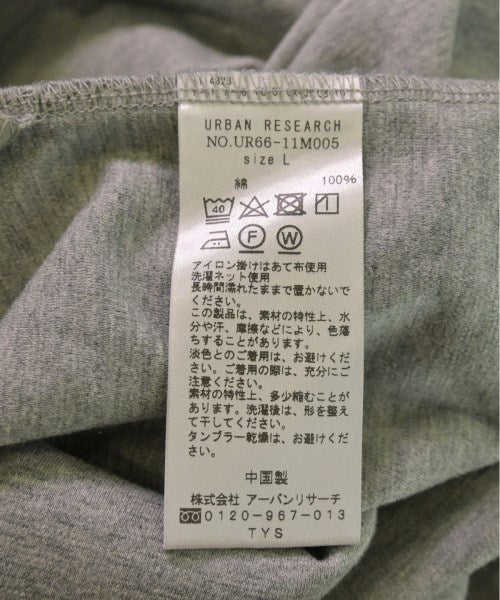 4323
URBAN RESEARCH
NO.UR66-11M005
size L
綿 100%
40
F W
アイロン掛けはあて布使用
洗濯ネット使用
長時間濡れたままで置かないで
ください。
この製品は、素材の特性上、水
分や汗、摩擦などにより、色落
ちすることがあります。
淡色とのご着用は、お避けくださ
い。ご着用の際は、充分にご
注意ください。
素材の特性上、多少縮むことが
あります。洗濯後は、形を整え
て干してください。
タンブラー乾燥は、お避けくだ
さい。
中国製
株式会社 アーバンリサーチ
0120-967-013
TYS